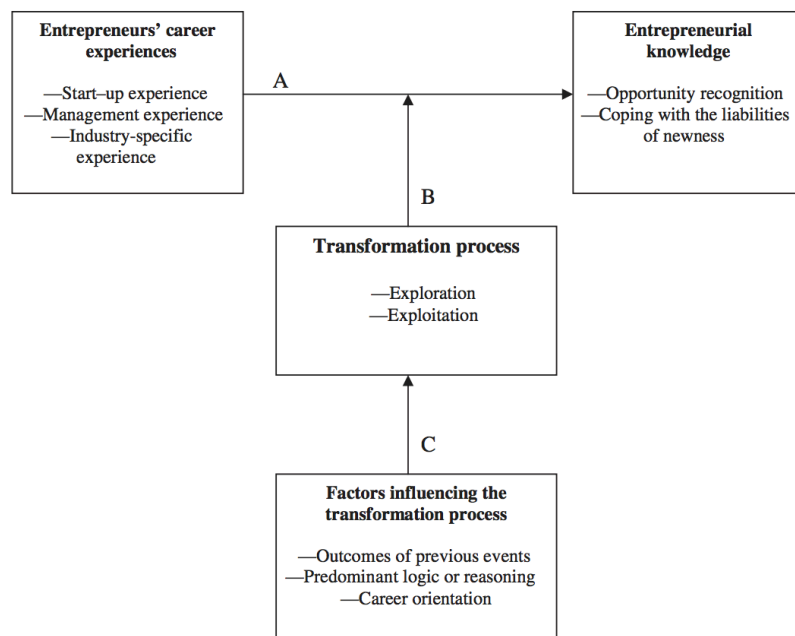 Entrepreneurs' career
experiences
—Start–up experience
—Management experience
—Industry-specific
experience
A
Entrepreneurial
knowledge
—Opportunity recognition
—Coping with the liabilities
of newness
B
Transformation process
—Exploration
—Exploitation
C
Factors influencing the
transformation process
—Outcomes of previous events
—Predominant logic or reasoning
—Career orientation